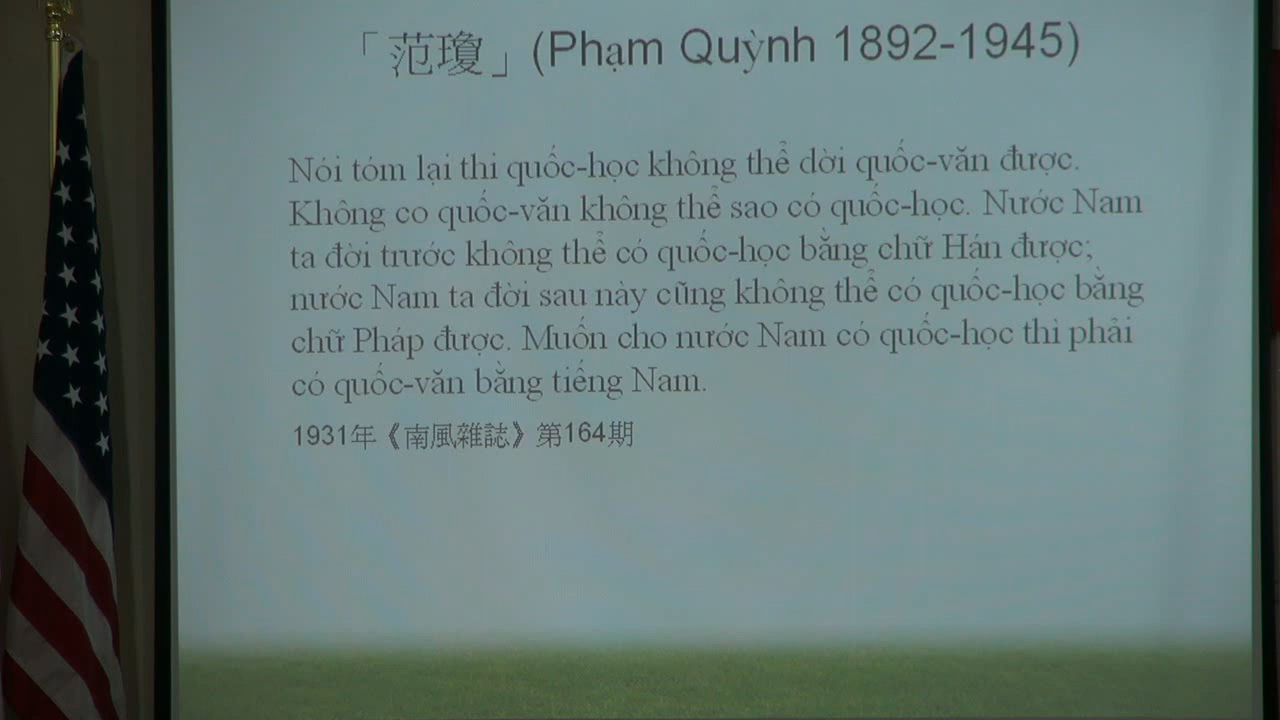 「范瓊」(Phạm Quỳnh 1892-1945)
Nói tóm lại thi quốc-học không thể dời quốc-văn được.
Không co quốc-văn không thể sao có quốc-học. Nước Nam
ta đời trước không thể có quốc-học bằng chữ Hán được;
nước Nam ta đời sau này cũng không thể có quốc-học bằng
chữ Pháp được. Muốn cho nước Nam có quốc-học thì phải
có quốc-văn bằng tiếng Nam.
1931年《南風雜誌》第164期